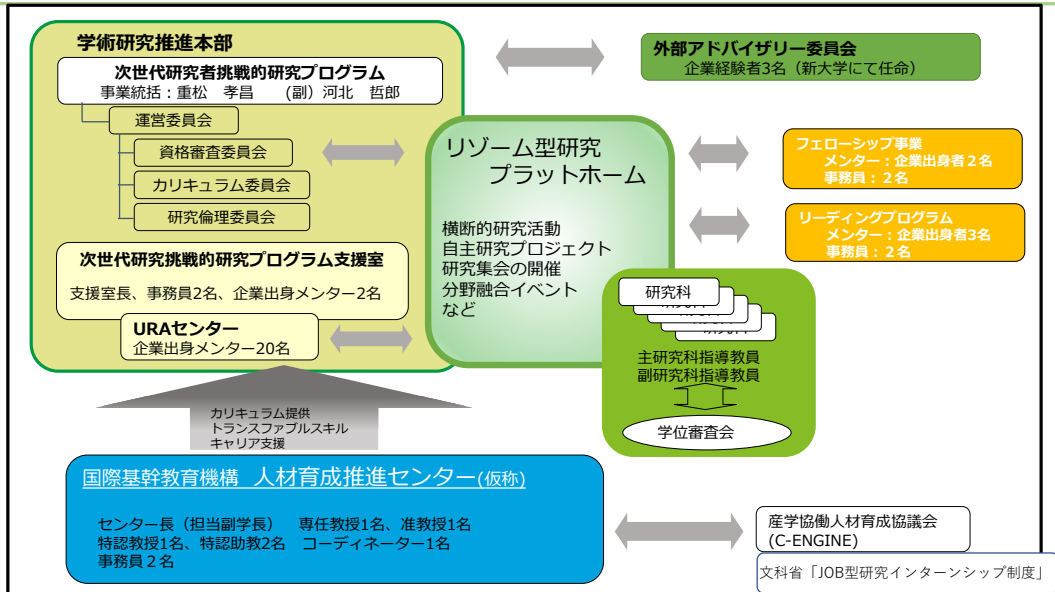 学術研究推進本部
次世代研究者挑戦的研究プログラム
事業統括：重松　孝昌　　(副）河北　哲郎
運営委員会
資格審査委員会
カリキュラム委員会
研究倫理委員会
次世代研究挑戦的研究プログラム支援室
支援室長、事務員2名、企業出身メンター2名
URAセンター
企業出身メンター20名
外部アドバイザリー委員会
企業経験者3名（新大学にて任命）
リゾーム型研究
プラットホーム
横断的研究活動
自主研究プロジェクト
研究集会の開催
分野融合イベント
など
フェローシップ事業
メンター：企業出身者２名
事務員：２名
リーディングプログラム
メンター：企業出身者3名
事務員：２名
研究科
主研究科指導教員
副研究科指導教員
学位審査会
カリキュラム提供
トランスファブルスキル
キャリア支援
国際基幹教育機構　人材育成推進センター(仮称)
センター長（担当副学長）　専任教授1名、准教授1名
特認教授1名、特認助教2名　コーディネーター1名
事務員２名
産学協働人材育成協議会
(C-ENGINE)
文科省「JOB型研究インターンシップ制度」